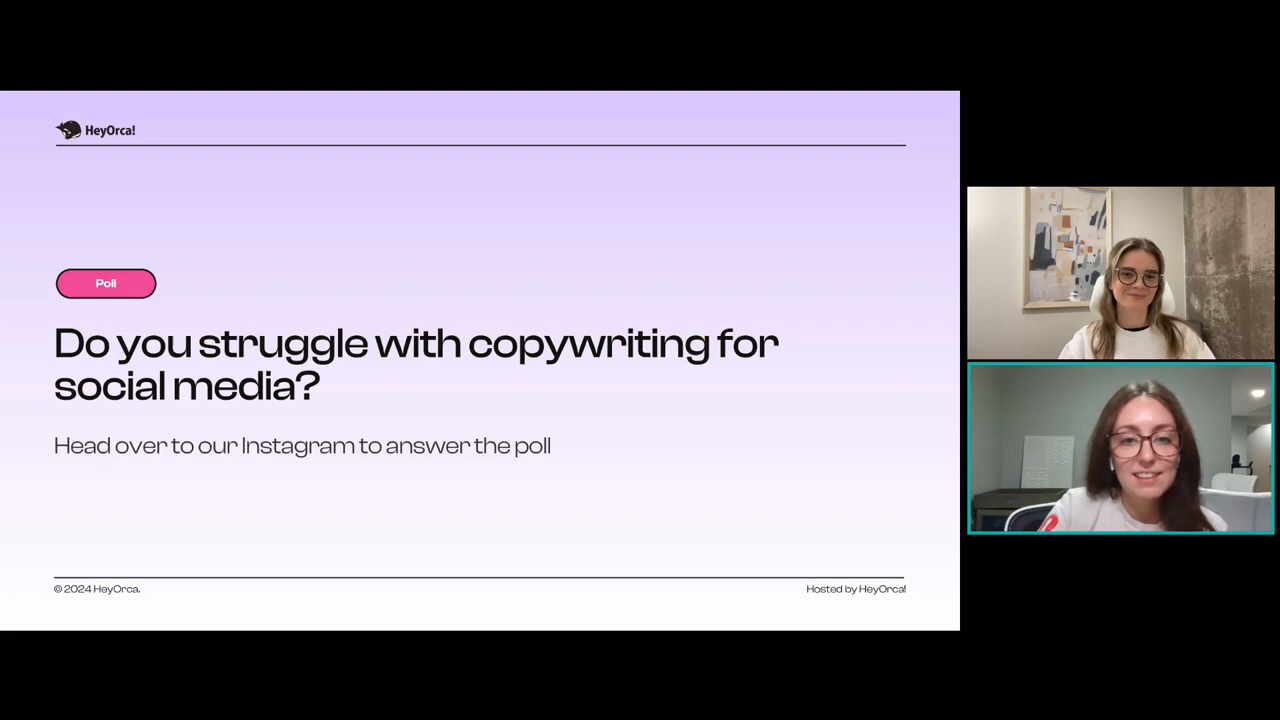 HeyOrca!
Poll
Do you struggle with copywriting for
social media?
Head over to our Instagram to answer the poll
© 2024 HeyOrca.
Hosted by HeyOrca!